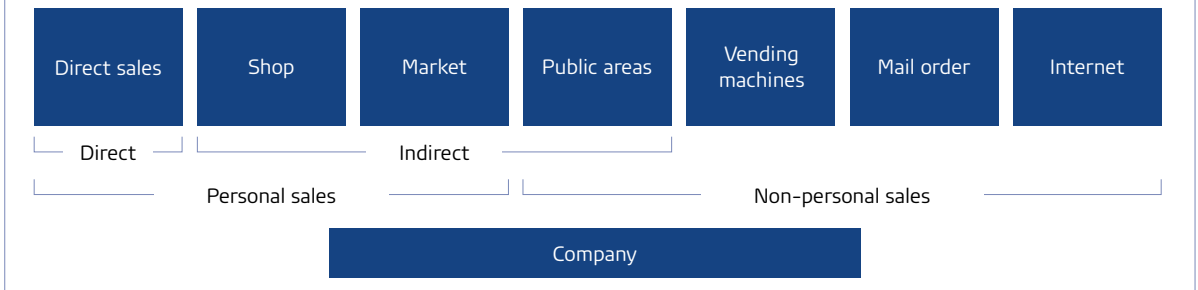 Direct sales
Shop
Market
Public areas
Vending
machines
Mail order
Internet
Direct
Indirect
Personal sales
Non-personal sales
Company